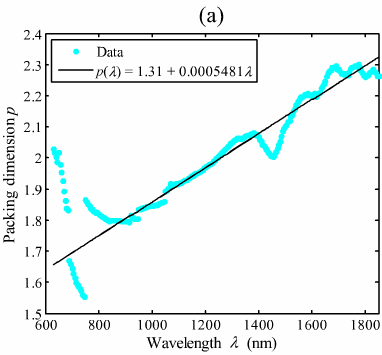 (a)
Data
p(λ) = 1.31 + 0.0005481λ
Packing dimension p
2.4
2.3
2.2
2.1
2
1.9
1.8
1.7
1.6
1.5
600 800 1000 1200 1400 1600 1800
Wavelength λ (nm)